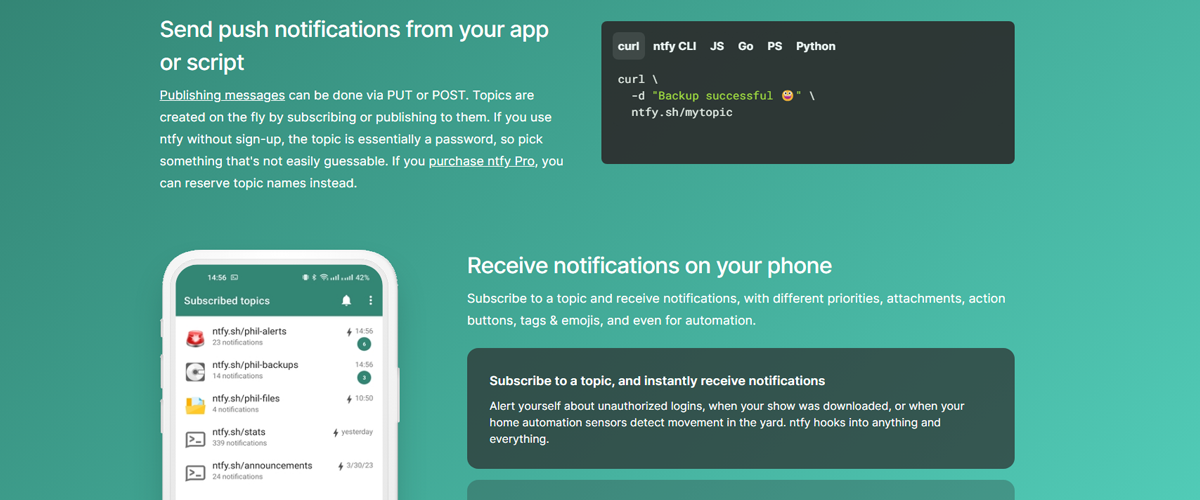 Send push notifications from your app
or script
Publishing messages can be done via PUT or POST. Topics are
created on the fly by subscribing or publishing to them. If you use
ntfy without sign-up, the topic is essentially a password, so pick
something that's not easily guessable. If you purchase ntfy Pro, you
can reserve topic names instead.
curl ntfy CLI JS Go PS Python
curl \
-d "Backup successful 😀" \
ntfy.sh/mytopic
14:56 42%
Subscribed topics
ntfy.sh/phil-alerts 14:56
23 notifications 6
ntfy.sh/phil-backups 14:56
14 notifications 3
ntfy.sh/phil-files 10:50
4 notifications
ntfy.sh/stats yesterday
339 notifications
ntfy.sh/announcements 3/30/23
24 notifications
Receive notifications on your phone
Subscribe to a topic and receive notifications, with different priorities, attachments, action
buttons, tags & emojis, and even for automation.
Subscribe to a topic, and instantly receive notifications
Alert yourself about unauthorized logins, when your show was downloaded, or when your
home automation sensors detect movement in the yard. ntfy hooks into anything and
everything.